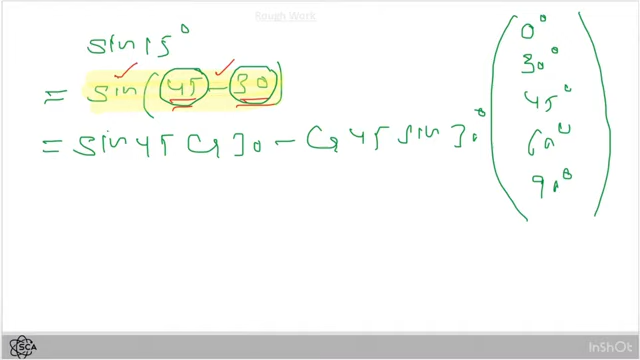 Rough Work
sin 15°
= sin (45 - 30)
= sin 45 cos 30 - cos 45 sin 30°
0°
30°
45°
60°
90°
SCA
InShOt